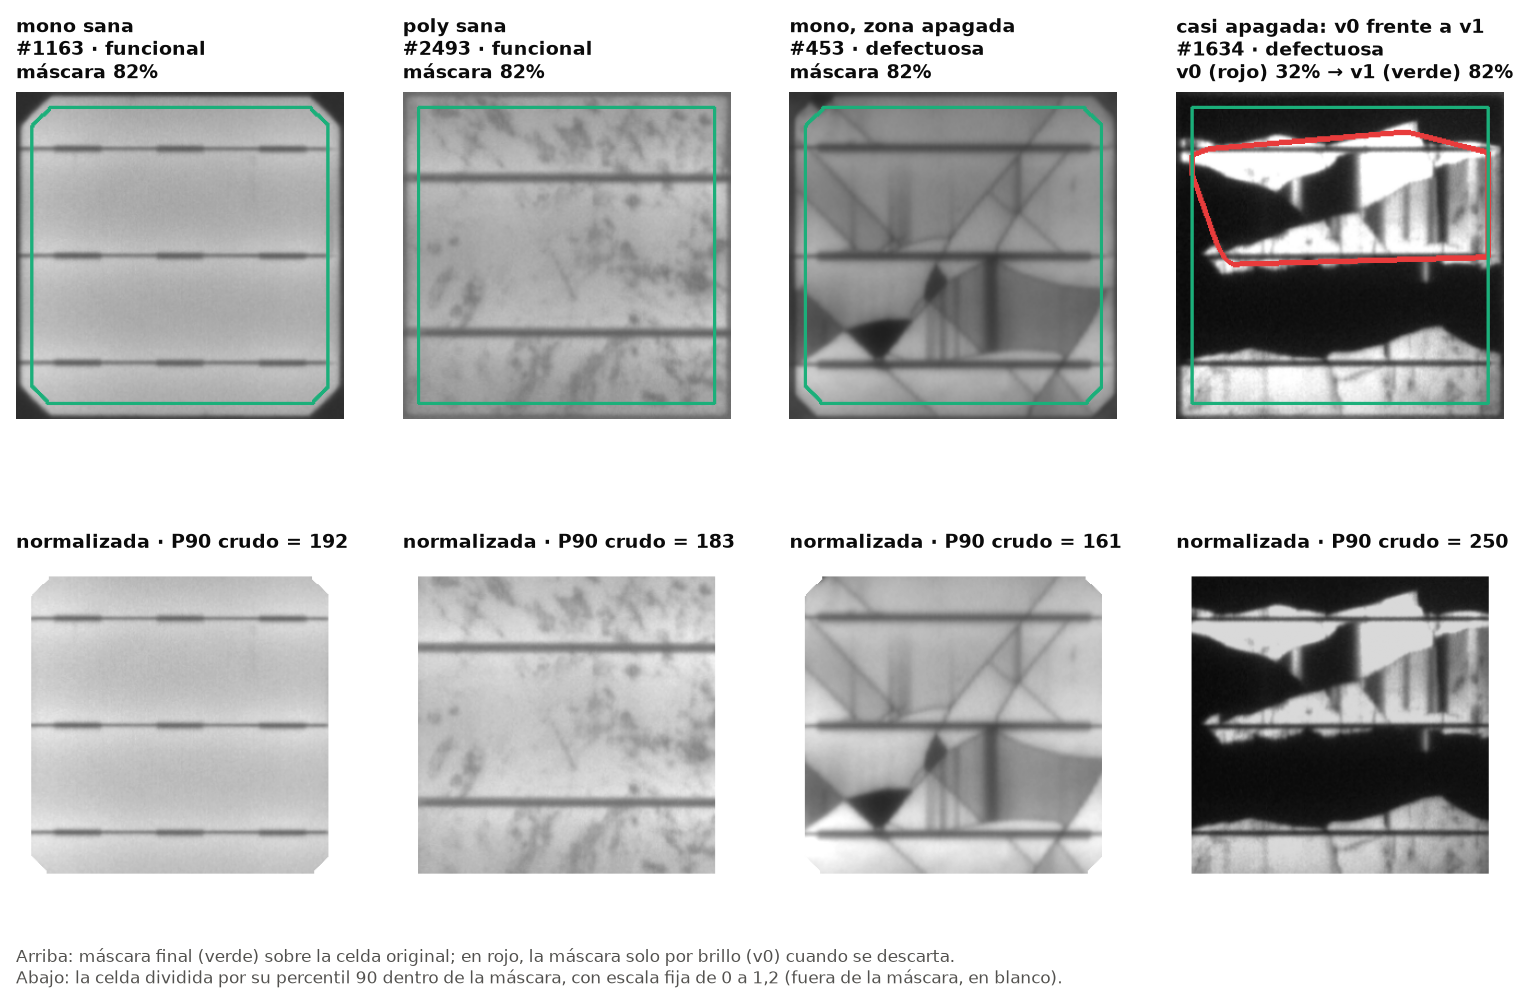 mono sana
#1163 · funcional
máscara 82%
poly sana
#2493 · funcional
máscara 82%
mono, zona apagada
#453 · defectuosa
máscara 82%
casi apagada: v0 frente a v1
#1634 · defectuosa
v0 (rojo) 32% → v1 (verde) 82%
normalizada · P90 crudo = 192
normalizada · P90 crudo = 183
normalizada · P90 crudo = 161
normalizada · P90 crudo = 250
Arriba: máscara final (verde) sobre la celda original; en rojo, la máscara solo por brillo (v0) cuando se descarta.
Abajo: la celda dividida por su percentil 90 dentro de la máscara, con escala fija de 0 a 1,2 (fuera de la máscara, en blanco).